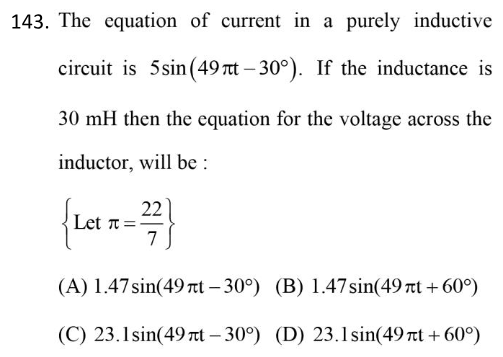 143. The equation of current in a purely inductive
circuit is 5sin(49πt – 30°). If the inductance is
30 mH then the equation for the voltage across the
inductor, will be :
{Let π = 22/7}
(A) 1.47sin(49πt – 30°) (B) 1.47sin(49πt + 60°)
(C) 23.1sin(49πt – 30°) (D) 23.1sin(49πt + 60°)